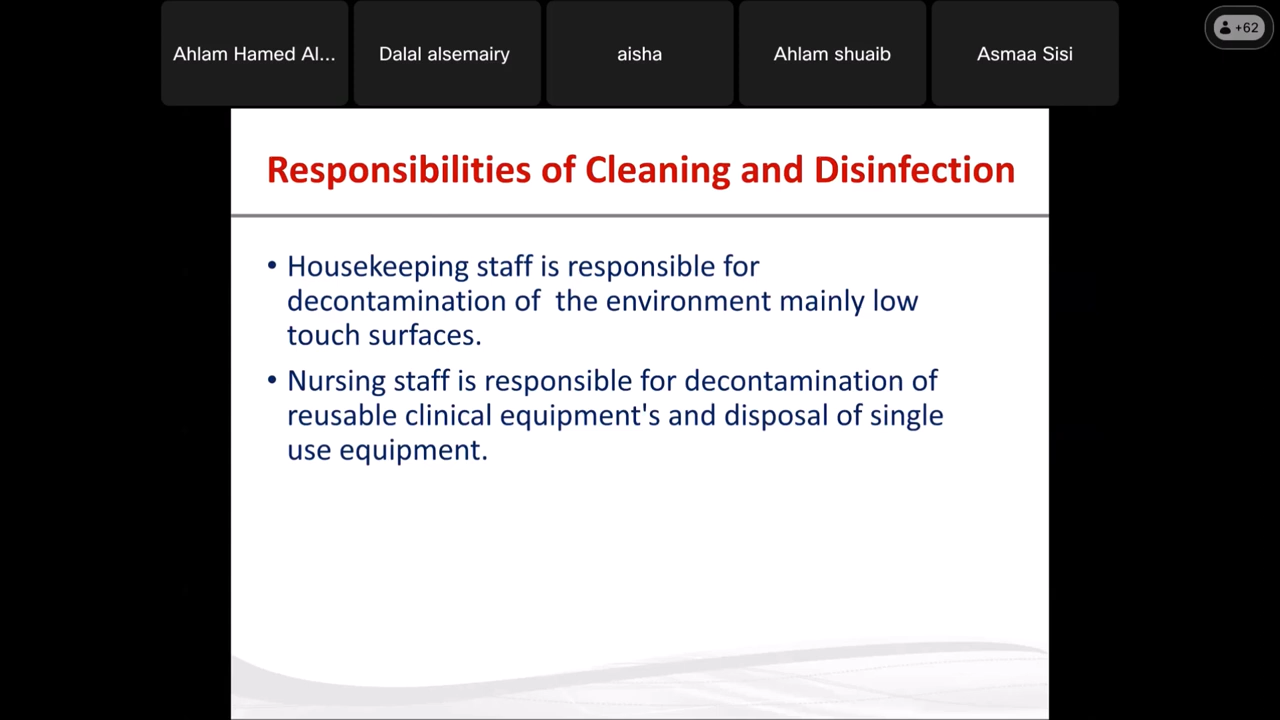 Ahlam Hamed Al...
Dalal alsemairy
aisha
Ahlam shuaib
Asmaa Sisi
+62
Responsibilities of Cleaning and Disinfection
• Housekeeping staff is responsible for
decontamination of  the environment mainly low
touch surfaces.
• Nursing staff is responsible for decontamination of
reusable clinical equipment's and disposal of single
use equipment.